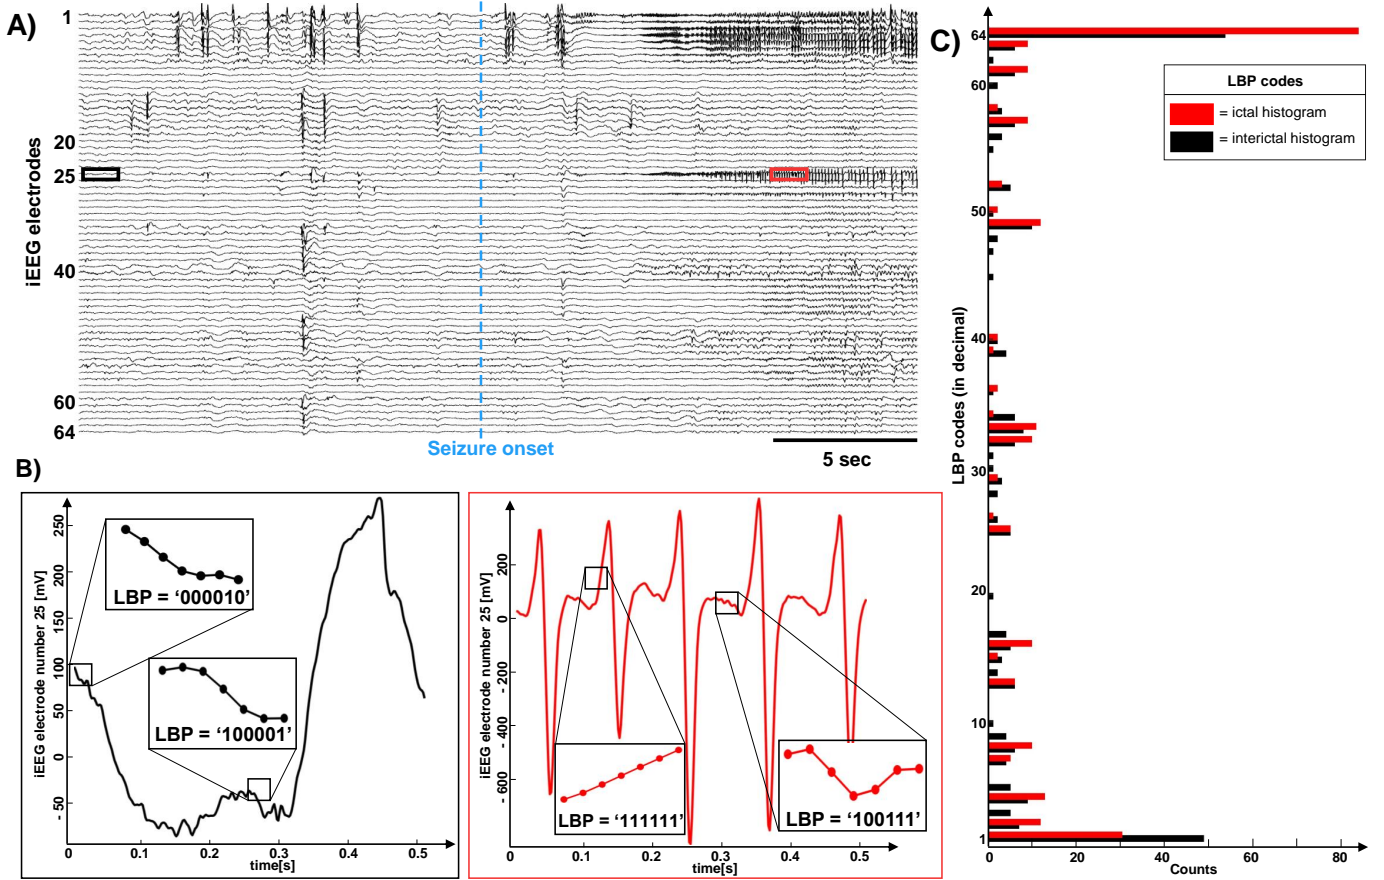 A)
1
20
25
40
60
64
iEEG electrodes
Seizure onset
5 sec
B)
iEEG electrode number 25 [mV]
250
200
150
100
50
0
- 50
0
0.1
0.2
0.3
0.4
0.5
time[s]
LBP = ‘000010’
LBP = ‘100001’
iEEG electrode number 25 [mV]
200
0
- 200
- 400
- 600
0
0.1
0.2
0.3
0.4
0.5
time[s]
LBP = ‘111111’
LBP = ‘100111’
C)
LBP codes (in decimal)
64
60
50
40
30
20
10
1
0
20
40
60
80
Counts
LBP codes
= ictal histogram
= interictal histogram